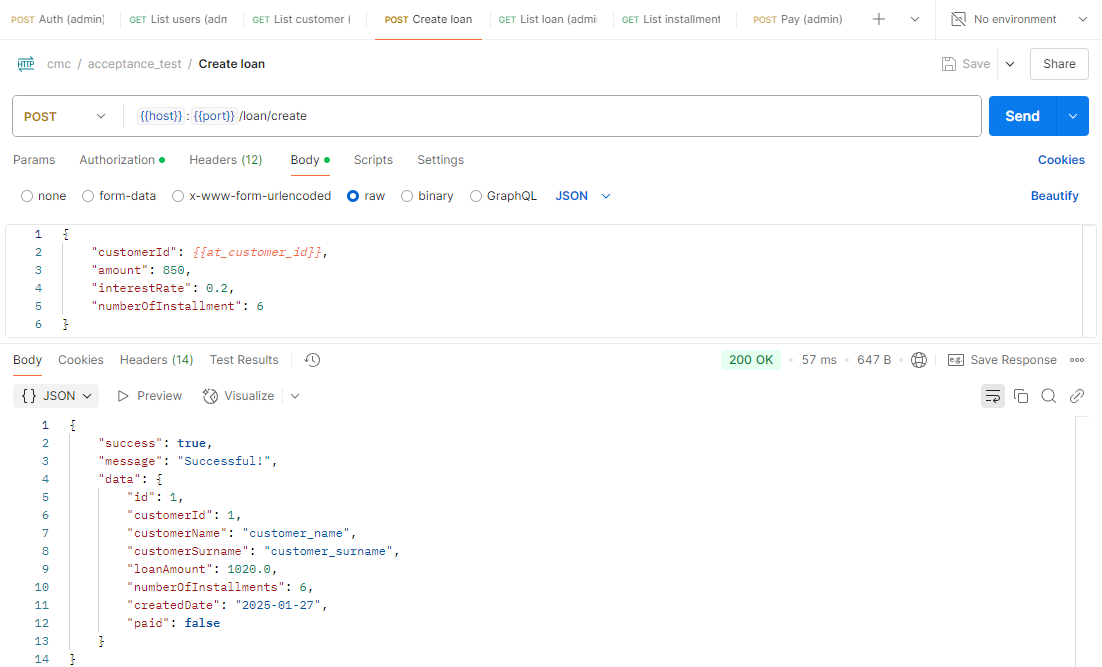 POST Auth (admin) GET List users (adm GET List customer ( POST Create loan GET List loan (admi GET List installment POST Pay (admin) No environment
HTTP cmc / acceptance_test / Create loan Save Share
POST {{host}}:{{port}}/loan/create Send
Params Authorization Headers (12) Body Scripts Settings Cookies
none form-data x-www-form-urlencoded raw binary GraphQL JSON Beautify
1 {
2 "customerId": {{at_customer_id}},
3 "amount": 850,
4 "interestRate": 0.2,
5 "numberOfInstallment": 6
6 }
Body Cookies Headers (14) Test Results 200 OK 57 ms 647 B e.g. Save Response
{} JSON Preview Visualize
1 {
2 "success": true,
3 "message": "Successful!",
4 "data": {
5 "id": 1,
6 "customerId": 1,
7 "customerName": "customer_name",
8 "customerSurname": "customer_surname",
9 "loanAmount": 1020.0,
10 "numberOfInstallments": 6,
11 "createdDate": "2025-01-27",
12 "paid": false
13 }
14 }